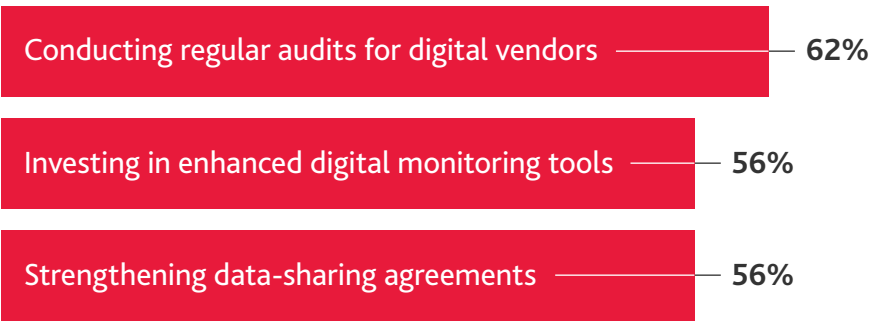 Conducting regular audits for digital vendors 62%
Investing in enhanced digital monitoring tools 56%
Strengthening data-sharing agreements 56%